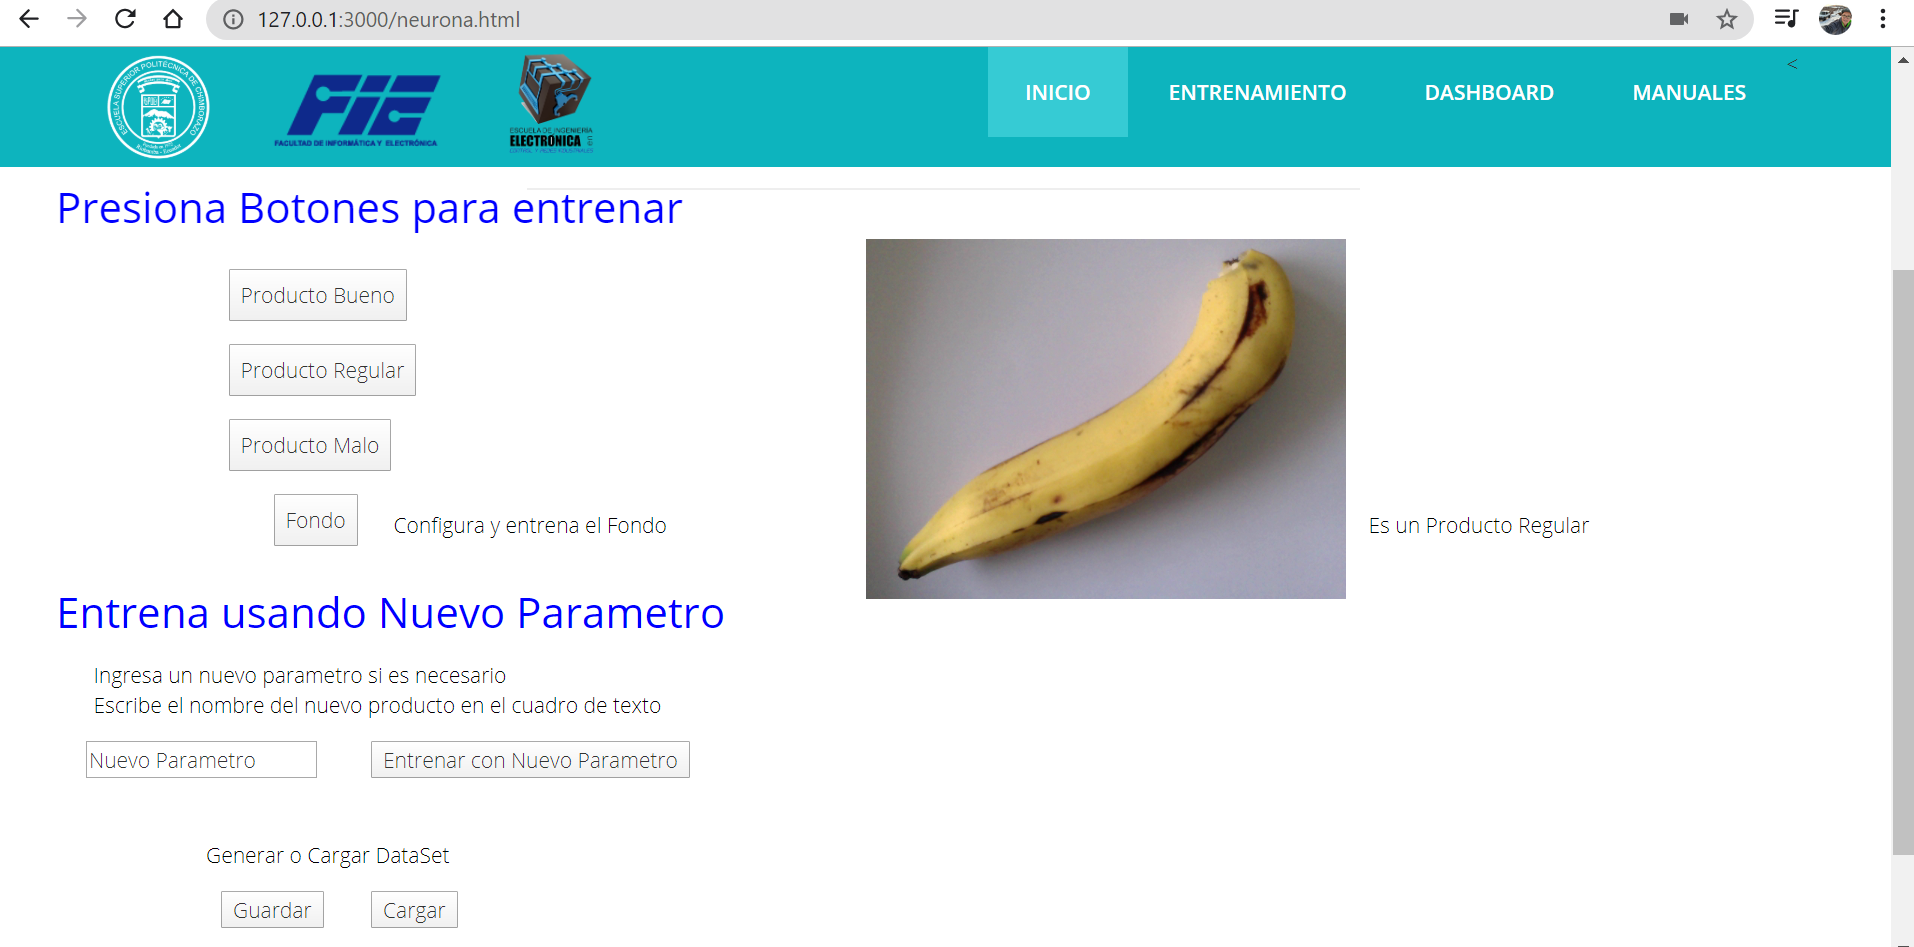 127.0.0.1:3000/neurona.html
ESCUELA SUPERIOR POLITECNICA DE CHIMBORAZO
FIE
FACULTAD DE INFORMÁTICA Y ELECTRÓNICA
ESCUELA DE INGENIERIA
ELECTRÓNICA EN
INICIO
ENTRENAMIENTO
DASHBOARD
MANUALES
<
Presiona Botones para entrenar
Producto Bueno
Producto Regular
Producto Malo
Fondo
Configura y entrena el Fondo
Es un Producto Regular
Entrena usando Nuevo Parametro
Ingresa un nuevo parametro si es necesario
Escribe el nombre del nuevo producto en el cuadro de texto
Nuevo Parametro
Entrenar con Nuevo Parametro
Generar o Cargar DataSet
Guardar
Cargar